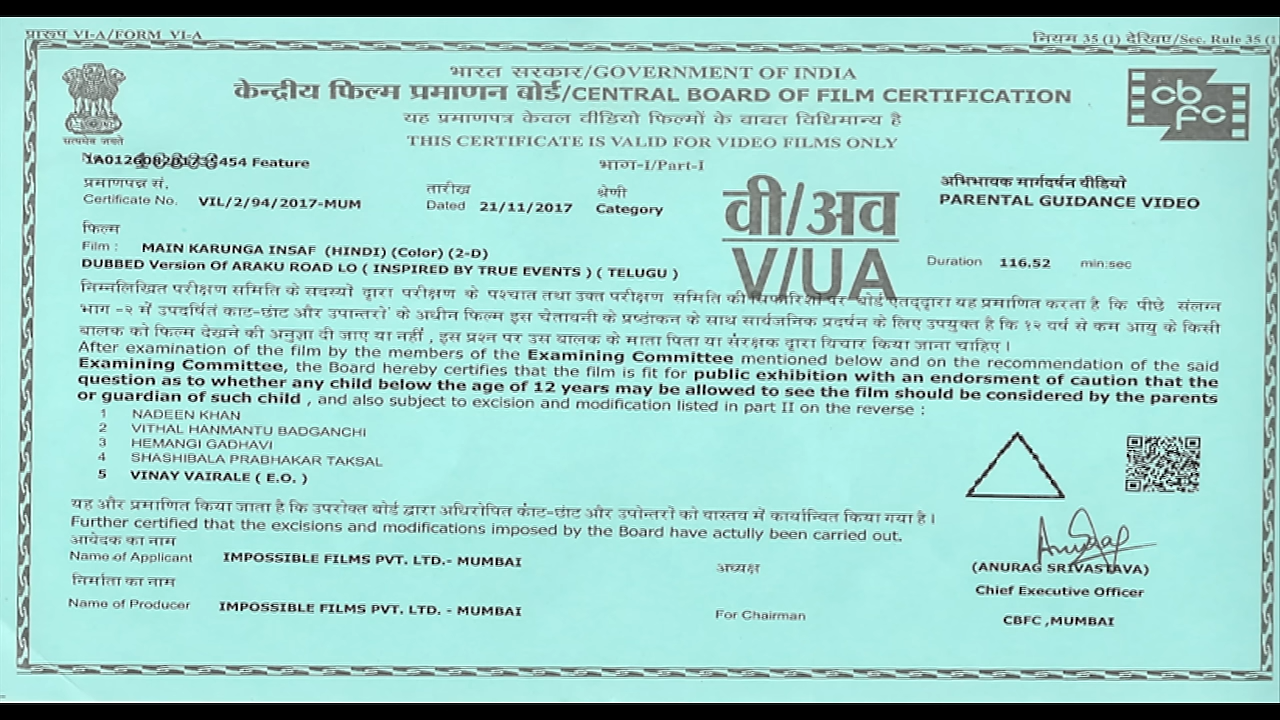 प्रारूप VI-A/FORM VI-A
नियम 35 (1) देखिए/Sec. Rule 35 (1)
भारत सरकार/GOVERNMENT OF INDIA
केन्द्रीय फिल्म प्रमाणन बोर्ड/CENTRAL BOARD OF FILM CERTIFICATION
cb
fc
यह प्रमाणपत्र केवल वीडियो फिल्मों के बावत विधिमान्य है
सत्यमेव जयते
THIS CERTIFICATE IS VALID FOR VIDEO FILMS ONLY
Feature
भाग-I/Part-I
प्रमाणपत्र सं.
तारीख
श्रेणी
वी/अव
अभिभावक मार्गदर्षन वीडियो
Certificate No. VIL/2/94/2017-MUM
Dated 21/11/2017
Category
V/UA
PARENTAL GUIDANCE VIDEO
फिल्म
Film : MAIN KARUNGA INSAF (HINDI) (Color) (2-D)
DUBBED Version Of ARAKU ROAD LO ( INSPIRED BY TRUE EVENTS ) ( TELUGU )
Duration 116.52 min:sec
निम्नलिखित परीक्षण समिति के सदस्यों द्वारा परीक्षण के पश्चात तथा उक्त परीक्षण समिति की सिफारिशों पर बोर्ड एतद्द्वारा यह प्रमाणित करता है कि पीछे संलग्न
भाग -२ में उपदर्षित काट-छांट और उपान्तरों के अधीन फिल्म इस चेतावनी के प्रष्ठांकन के साथ सार्वजनिक प्रदर्षन के लिए उपयुक्त है कि १२ वर्ष से कम आयु के किसी
बालक को फिल्म देखने की अनुज्ञा दी जाए या नहीं , इस प्रश्न पर उस बालक के माता पिता या संरक्षक द्वारा विचार किया जाना चाहिए।
After examination of the film by the members of the Examining Committee mentioned below and on the recommendation of the said
Examining Committee, the Board hereby certifies that the film is fit for public exhibition with an endorsment of caution that the
question as to whether any child below the age of 12 years may be allowed to see the film should be considered by the parents
or guardian of such child , and also subject to excision and modification listed in part II on the reverse :
1 NADEEN KHAN
2 VITHAL HANMANTU BADGANCHI
3 HEMANGI GADHAVI
4 SHASHIBALA PRABHAKAR TAKSAL
5 VINAY VAIRALE ( E.O. )
यह और प्रमाणित किया जाता है कि उपरोक्त बोर्ड द्वारा अधिरोपित कांट-छांट और उपांन्तरों को वास्तव में कार्यान्वित किया गया है।
Further certified that the excisions and modifications imposed by the Board have actully been carried out.
आवेदक का नाम
Name of Applicant IMPOSSIBLE FILMS PVT. LTD.- MUMBAI
अध्यक्ष
(ANURAG SRIVASTAVA)
निर्माता का नाम
Chief Executive Officer
Name of Producer IMPOSSIBLE FILMS PVT. LTD. - MUMBAI
For Chairman
CBFC ,MUMBAI